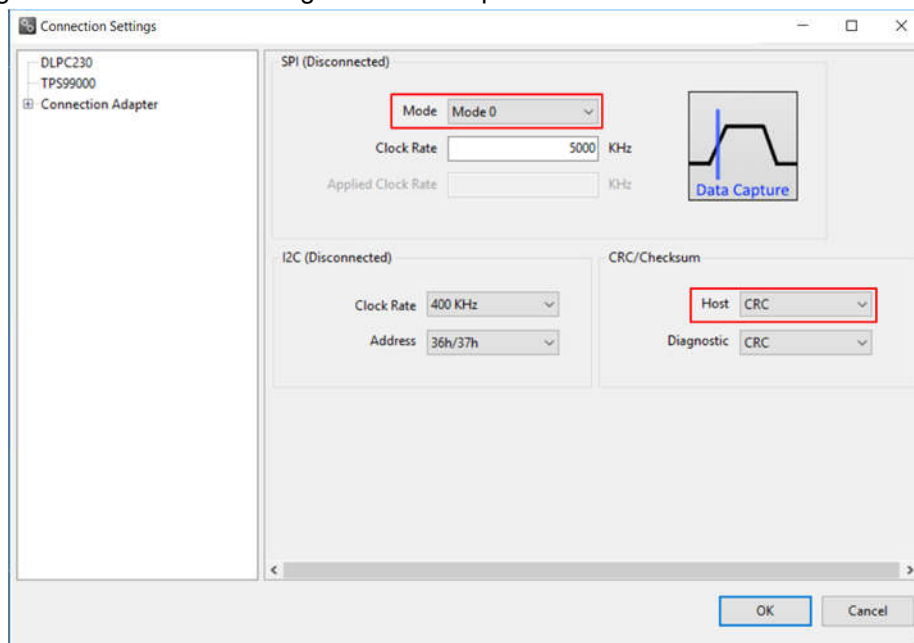 Connection Settings
DLPC230
TPS99000
Connection Adapter
SPI (Disconnected)
Mode Mode 0
Clock Rate 5000 KHz
Applied Clock Rate KHz
Data Capture
I2C (Disconnected)
Clock Rate 400 KHz
Address 36h/37h
CRC/Checksum
Host CRC
Diagnostic CRC
OK Cancel